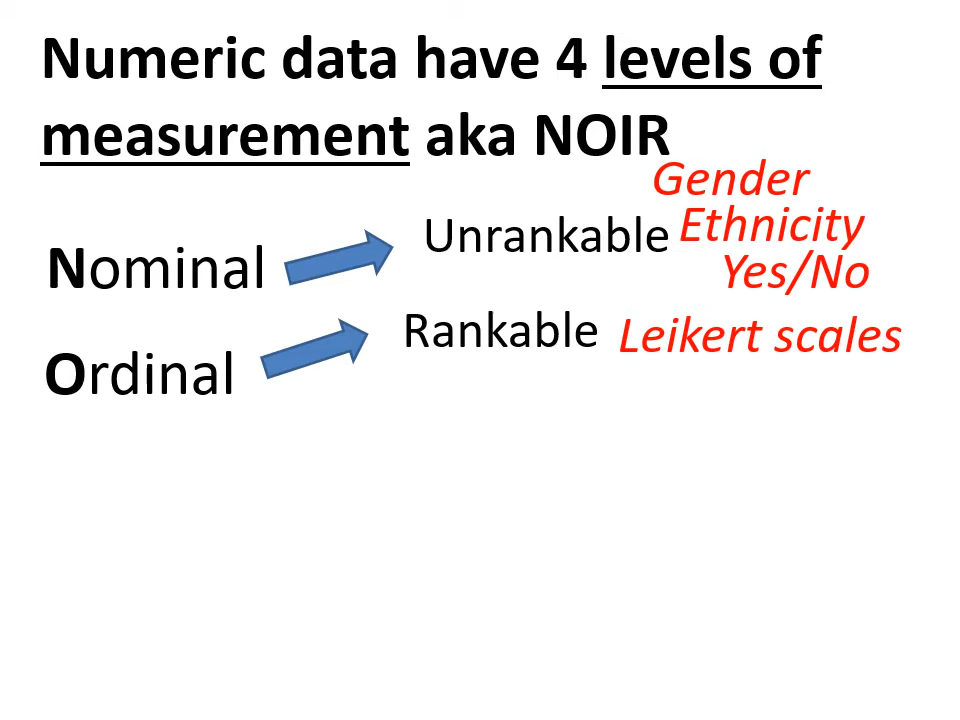 Numeric data have 4 levels of
measurement aka NOIR
Nominal
Unrankable
Gender
Ethnicity
Yes/No
Ordinal
Rankable
Leikert scales